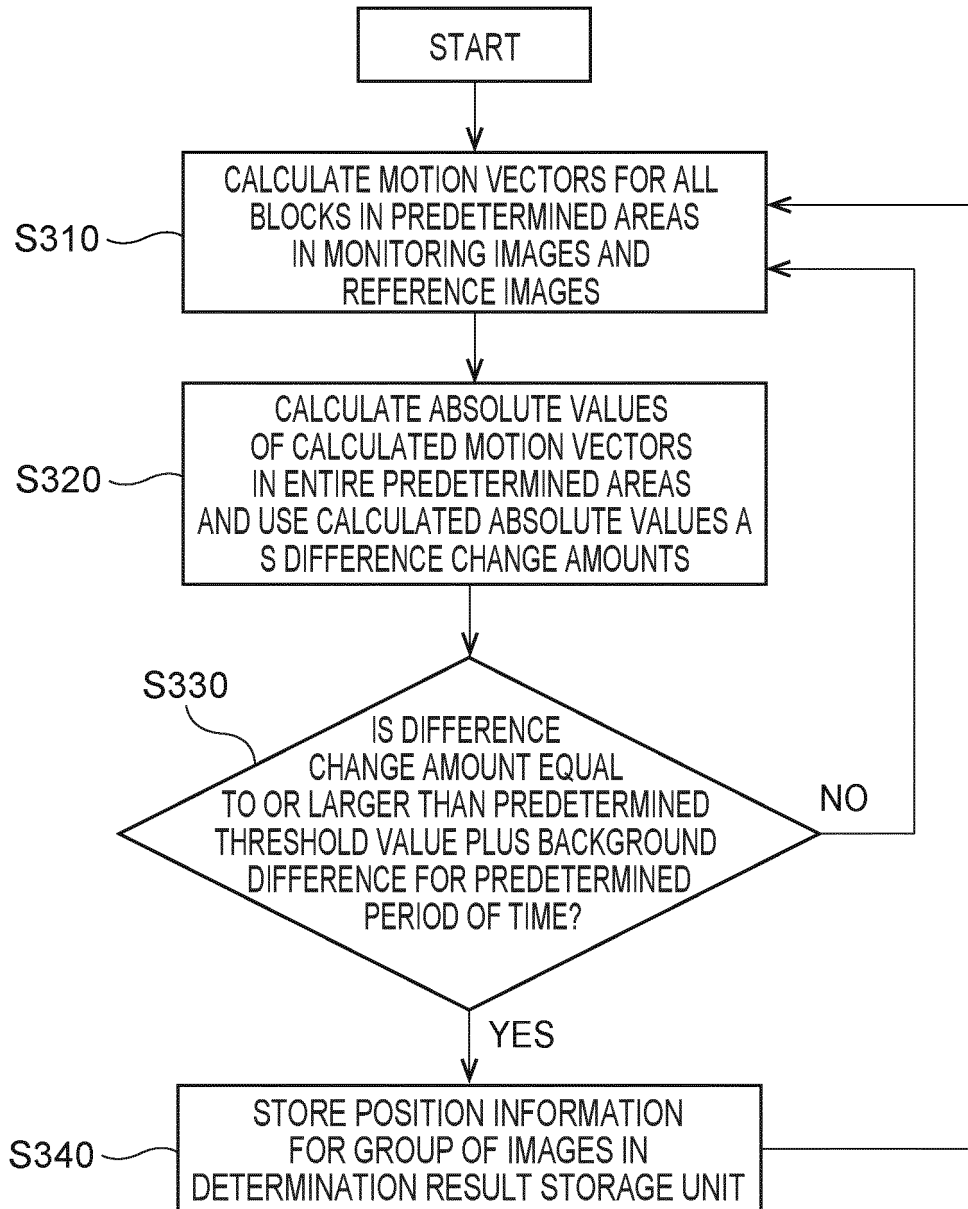 START
S310
CALCULATE MOTION VECTORS FOR ALL
BLOCKS IN PREDETERMINED AREAS
IN MONITORING IMAGES AND
REFERENCE IMAGES
S320
CALCULATE ABSOLUTE VALUES
OF CALCULATED MOTION VECTORS
IN ENTIRE PREDETERMINED AREAS
AND USE CALCULATED ABSOLUTE VALUES A
S DIFFERENCE CHANGE AMOUNTS
S330
IS DIFFERENCE
CHANGE AMOUNT EQUAL
TO OR LARGER THAN PREDETERMINED
THRESHOLD VALUE PLUS BACKGROUND
DIFFERENCE FOR PREDETERMINED
PERIOD OF TIME?
NO
YES
S340
STORE POSITION INFORMATION
FOR GROUP OF IMAGES IN
DETERMINATION RESULT STORAGE UNIT